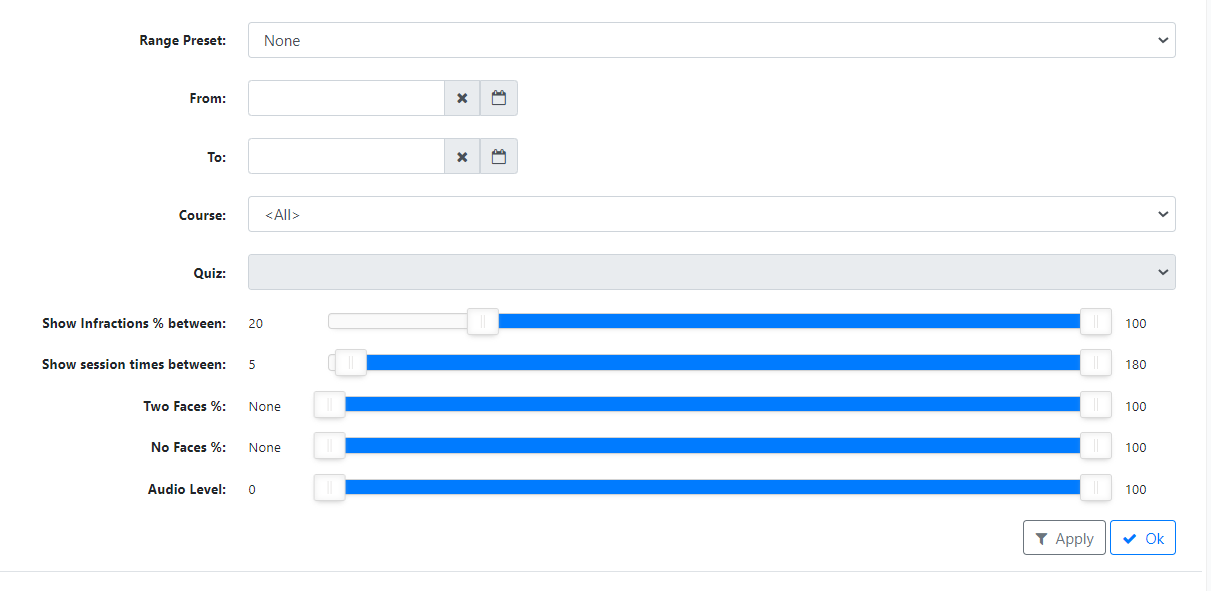 Range Preset: None
From:
To:
Course: <All>
Quiz:
Show Infractions % between: 20 100
Show session times between: 5 180
Two Faces %: None 100
No Faces %: None 100
Audio Level: 0 100
Apply Ok